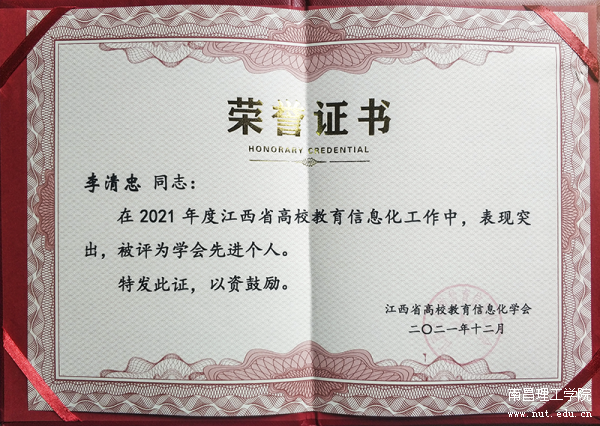 荣誉证书
HONORARY CREDENTIAL
李清忠 同志：
在2021年度江西省高校教育信息化工作中，表现突
出，被评为学会先进个人。
特发此证，以资鼓励。
江西省高校教育信息化学会
二〇二一年十二月
南昌理工学院
www.nut.edu.cn